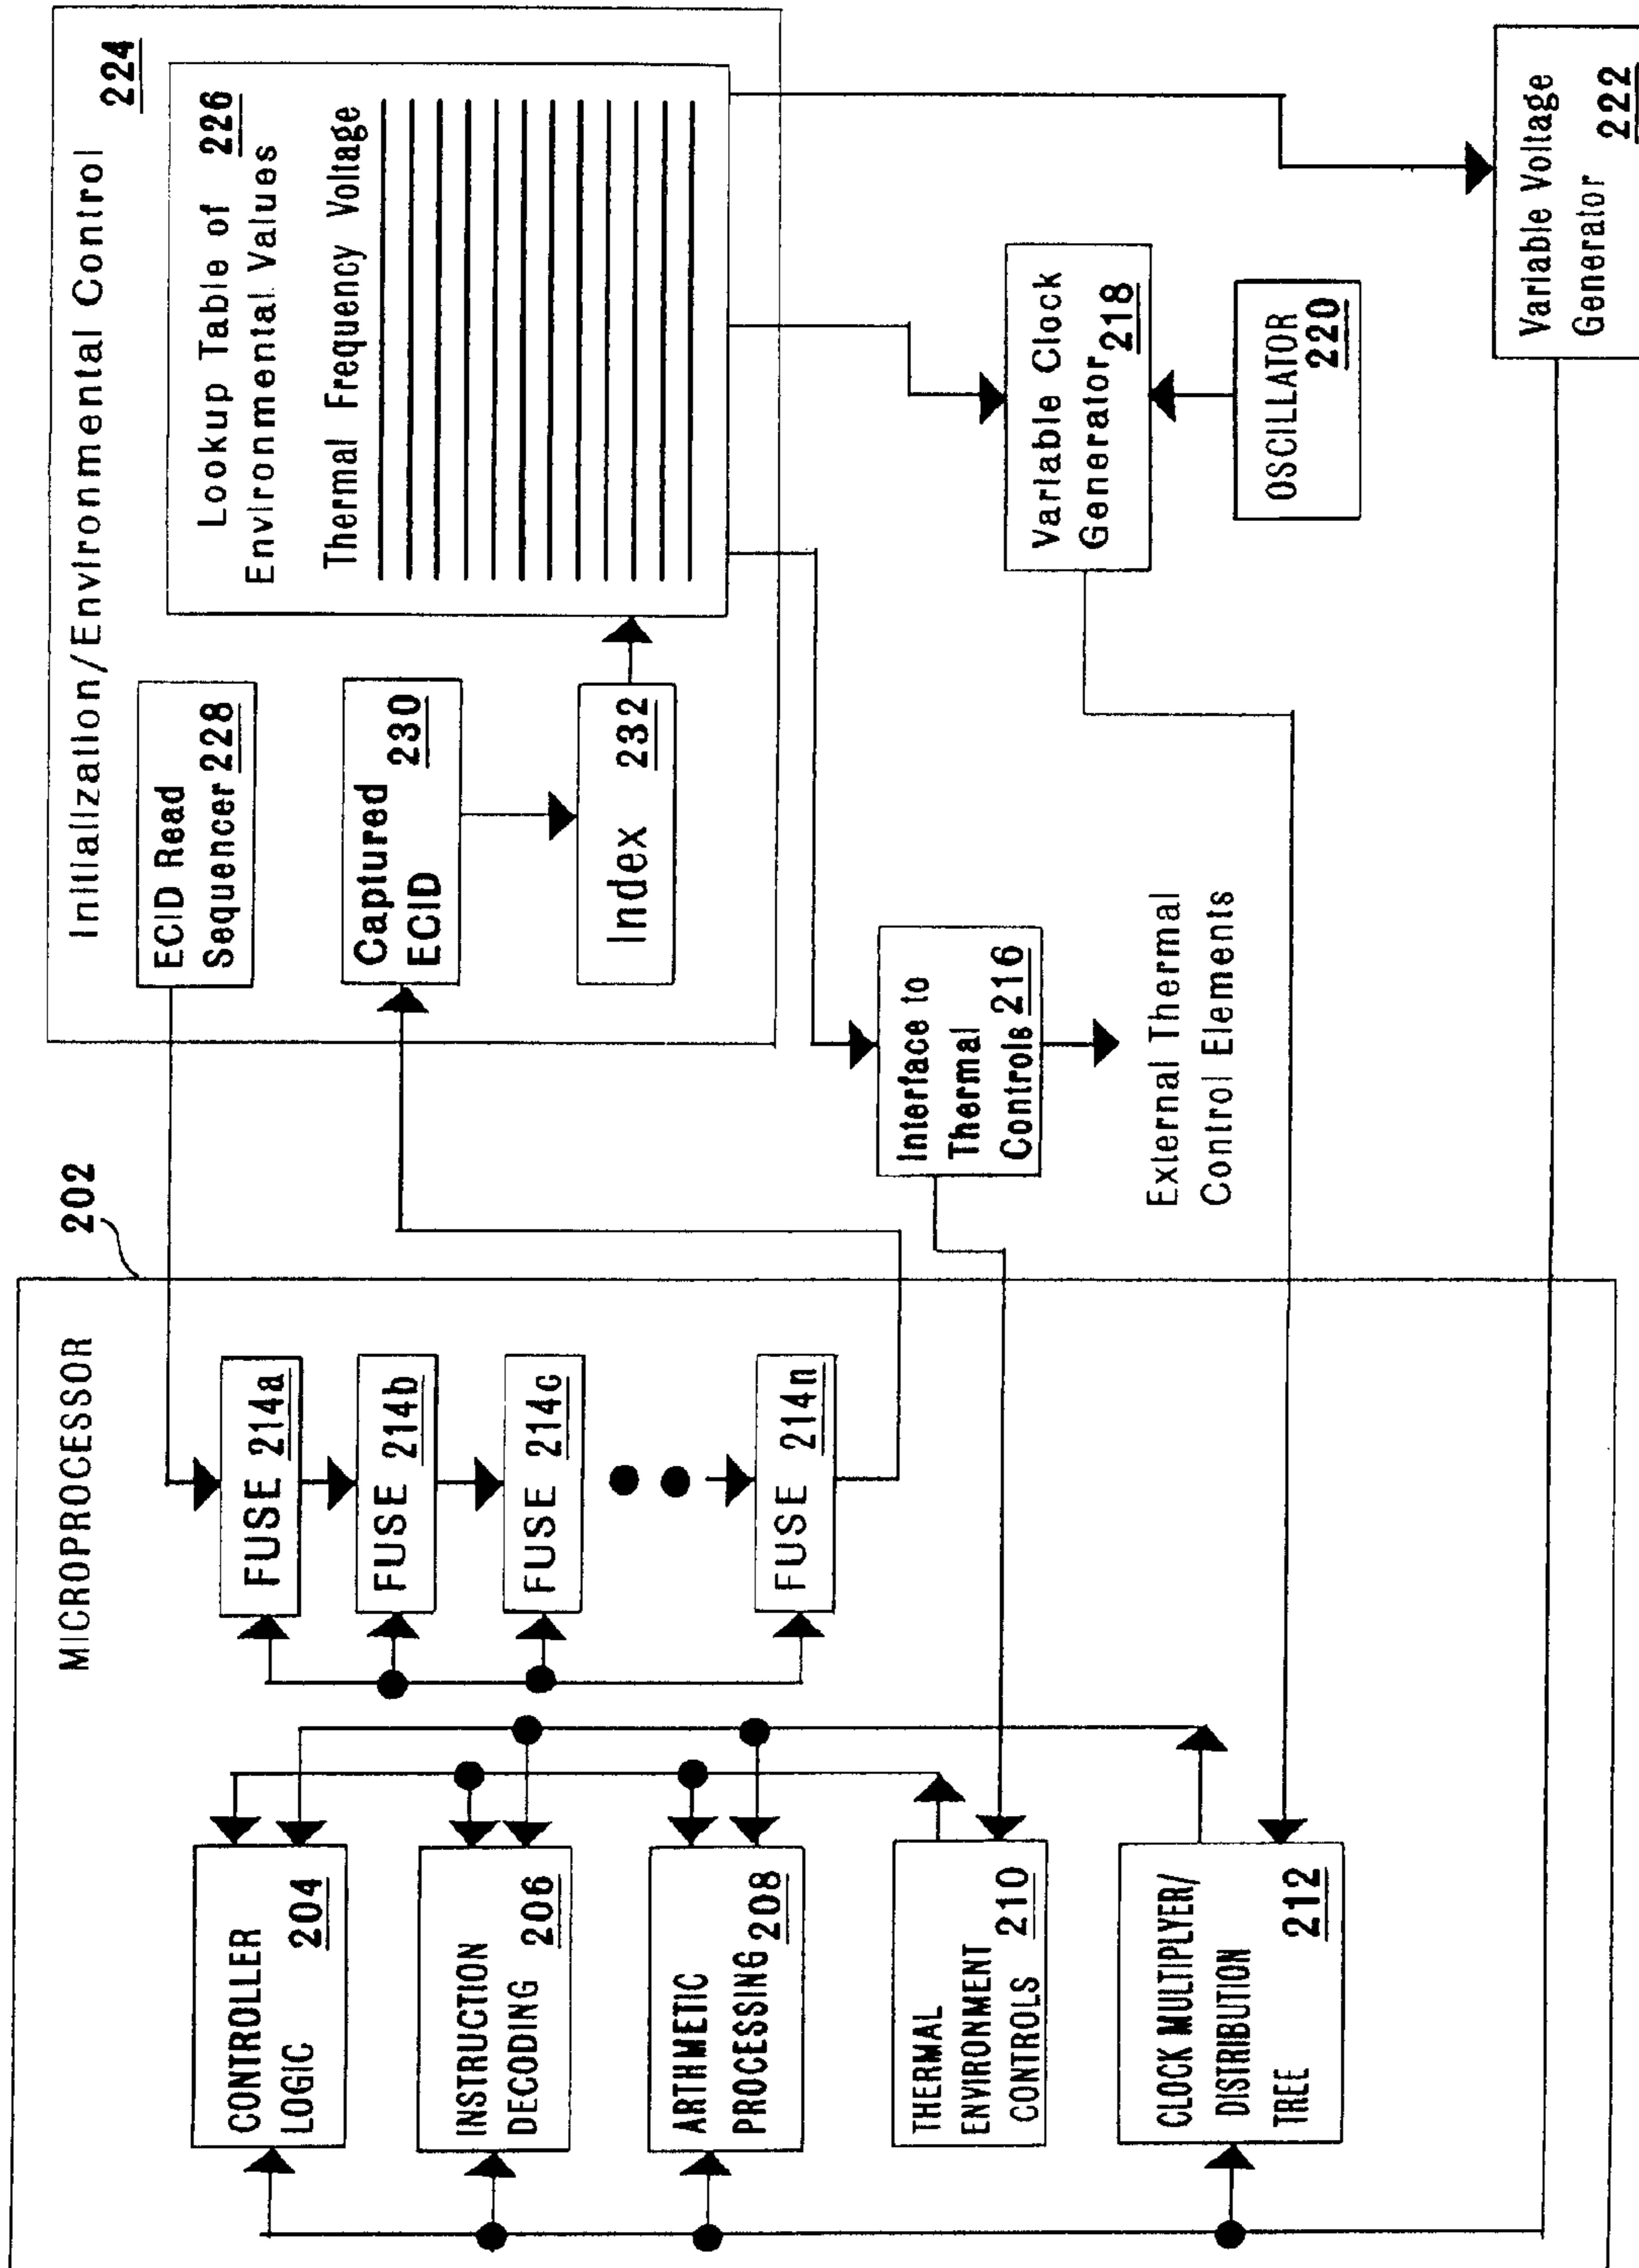 MICROPROCESSOR
202
CONTROLLER
LOGIC 204
INSTRUCTION
DECODING 206
ARTHMETIC
PROCESSING 208
THERMAL
ENVIRONMENT
CONTROLS 210
CLOCK MULTIPLYER/
DISTRIBUTION
TREE 212
FUSE 214a
FUSE 214b
FUSE 214c
FUSE 214n
Initialization/Environmental Control
224
ECID Read
Sequencer 228
Captured
ECID 230
Index 232
Lookup Table of 226
Environmental Values
Thermal Frequency Voltage
Interface to
Thermal
Controls 216
External Thermal
Control Elements
Variable Clock
Generator 218
OSCILLATOR
220
Variable Voltage
Generator 222